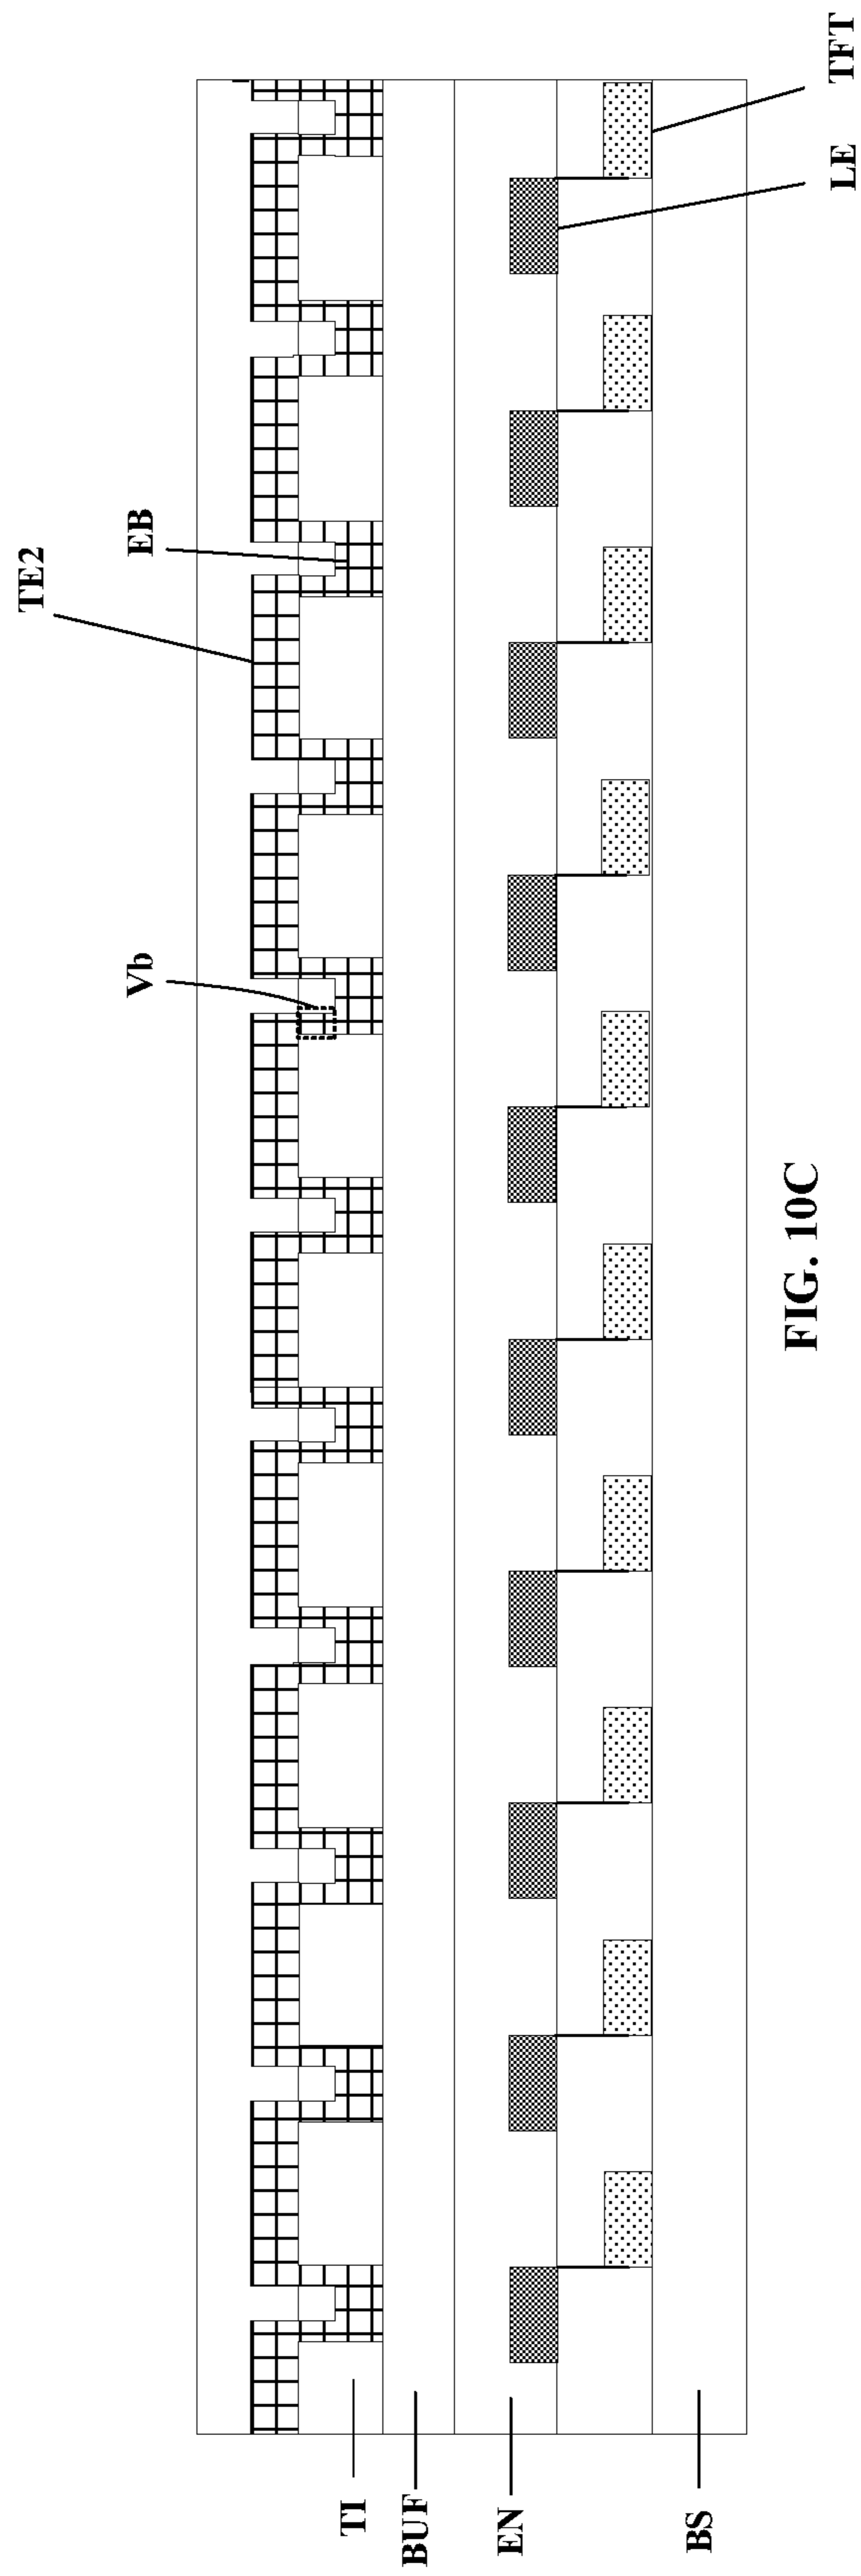 TE2
EB
Vb
TFT
LE
TI
BUF
EN
BS
FIG. 10C